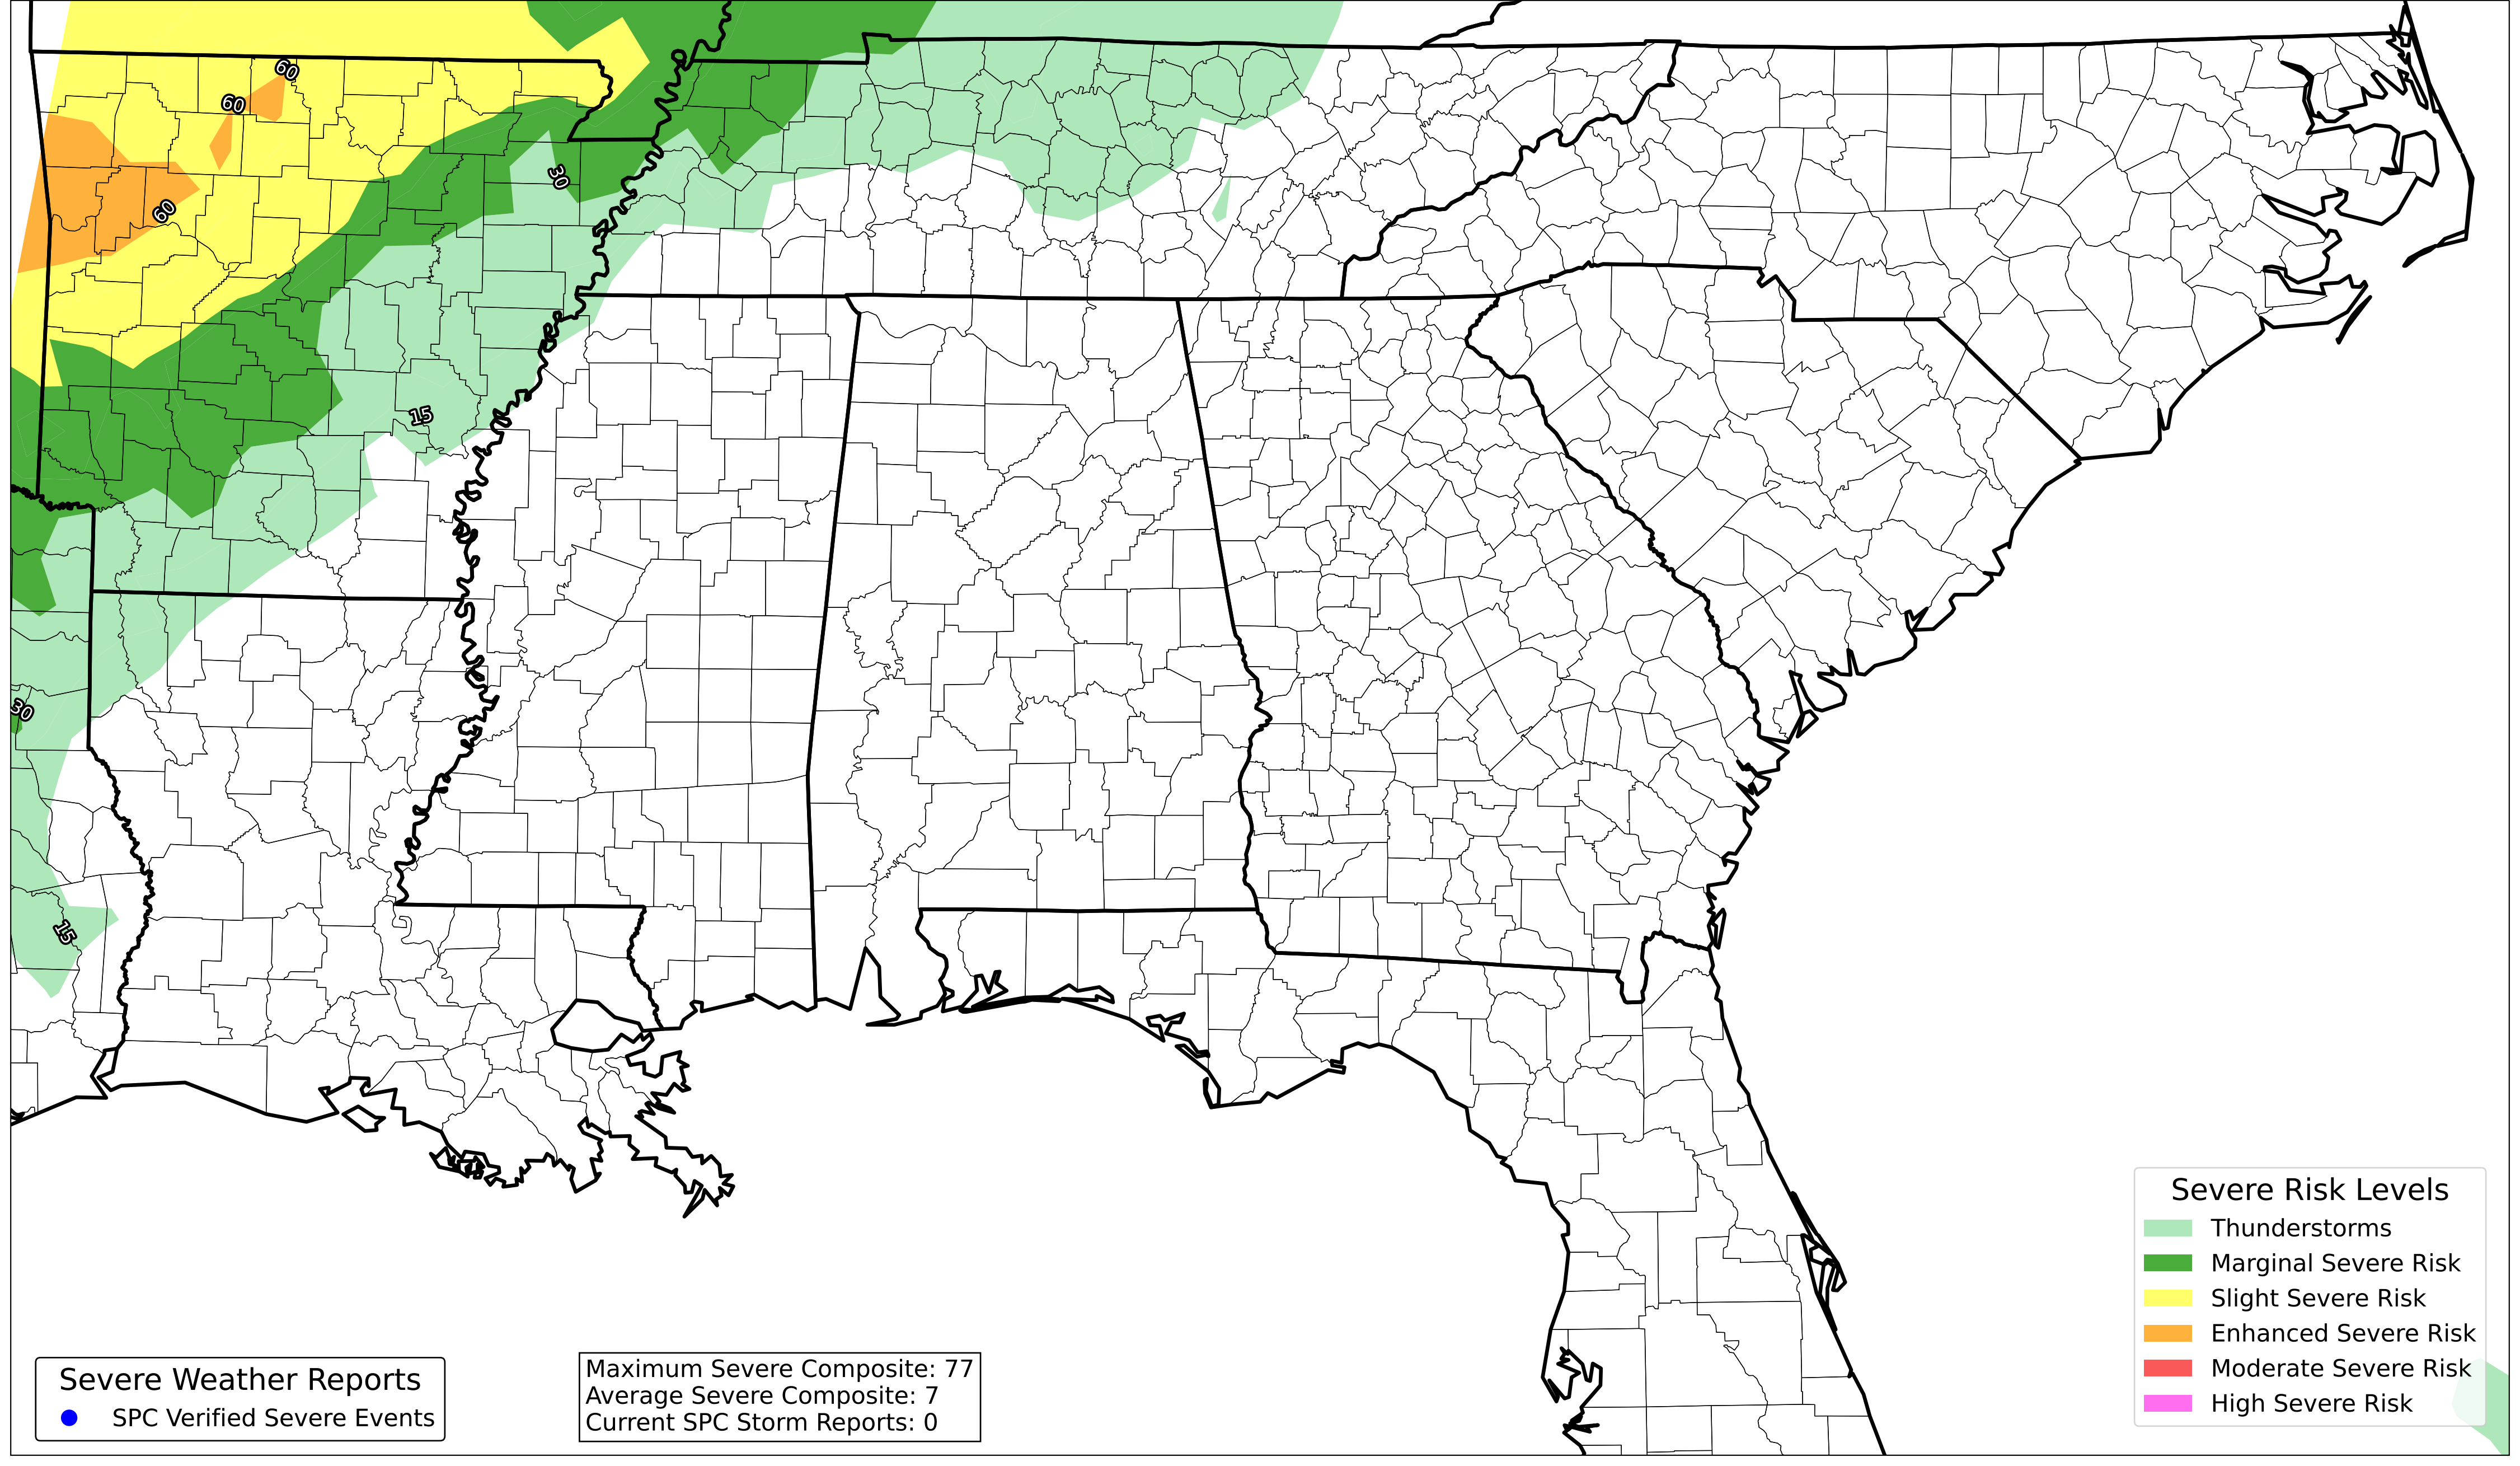 60
60
60
30
15
30
15
Severe Risk Levels
Thunderstorms
Marginal Severe Risk
Slight Severe Risk
Enhanced Severe Risk
Moderate Severe Risk
High Severe Risk
Severe Weather Reports
SPC Verified Severe Events
Maximum Severe Composite: 77
Average Severe Composite: 7
Current SPC Storm Reports: 0